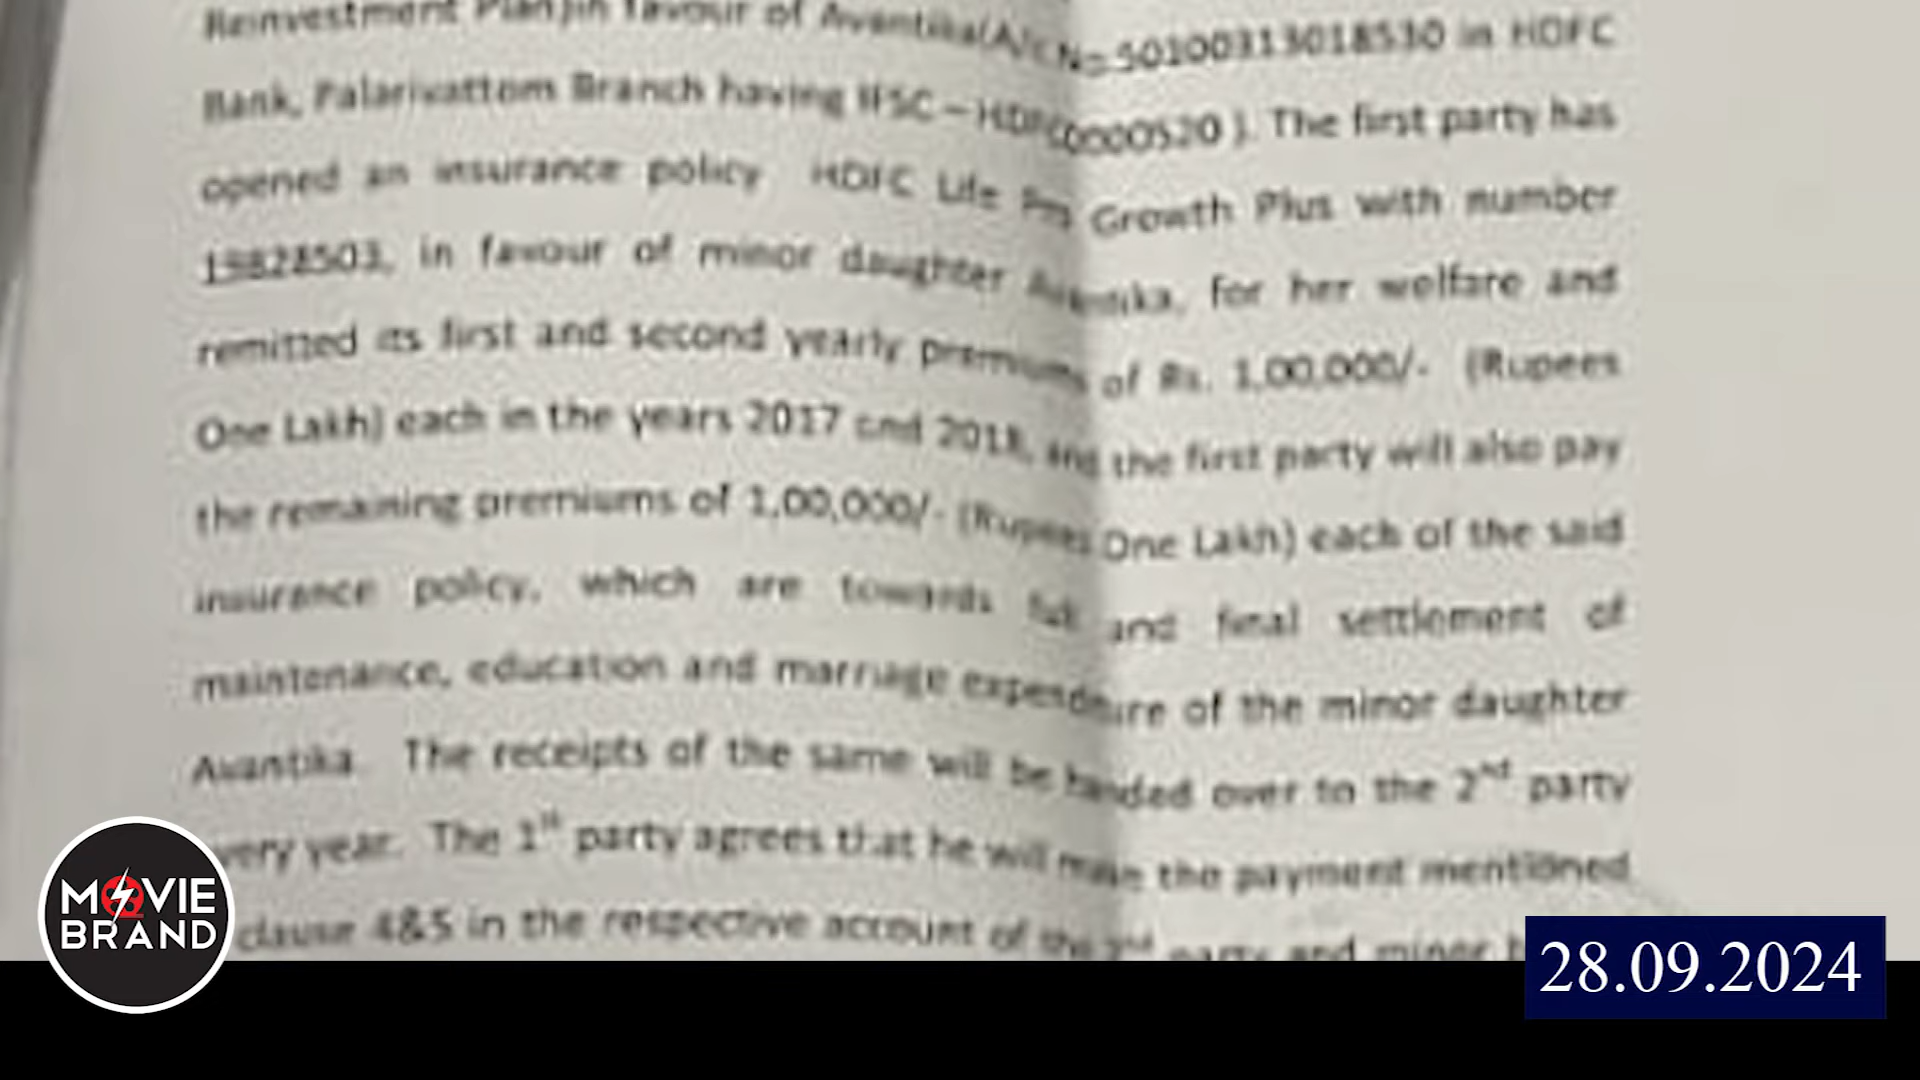 Reinvestment Plan)in favour of Avantika(A/c No.50100313018530 in HDFC
Bank, Palarivattom Branch having IFSC – HDFC0000520 ). The first party has
opened an insurance policy HDFC Life Pro Growth Plus with number
19828503, in favour of minor daughter Avantika, for her welfare and
remitted its first and second yearly premiums of Rs. 1,00,000/- (Rupees
One Lakh) each in the years 2017 and 2018, and the first party will also pay
the remaining premiums of 1,00,000/- (Rupees One Lakh) each of the said
insurance policy, which are towards full and final settlement of
maintenance, education and marriage expenditure of the minor daughter
Avantika. The receipts of the same will be handed over to the 2nd party
very year. The 1st party agrees that he will make the payment mentioned
clause 4&5 in the respective account of the 2nd party and minor
MOVIE
BRAND
28.09.2024